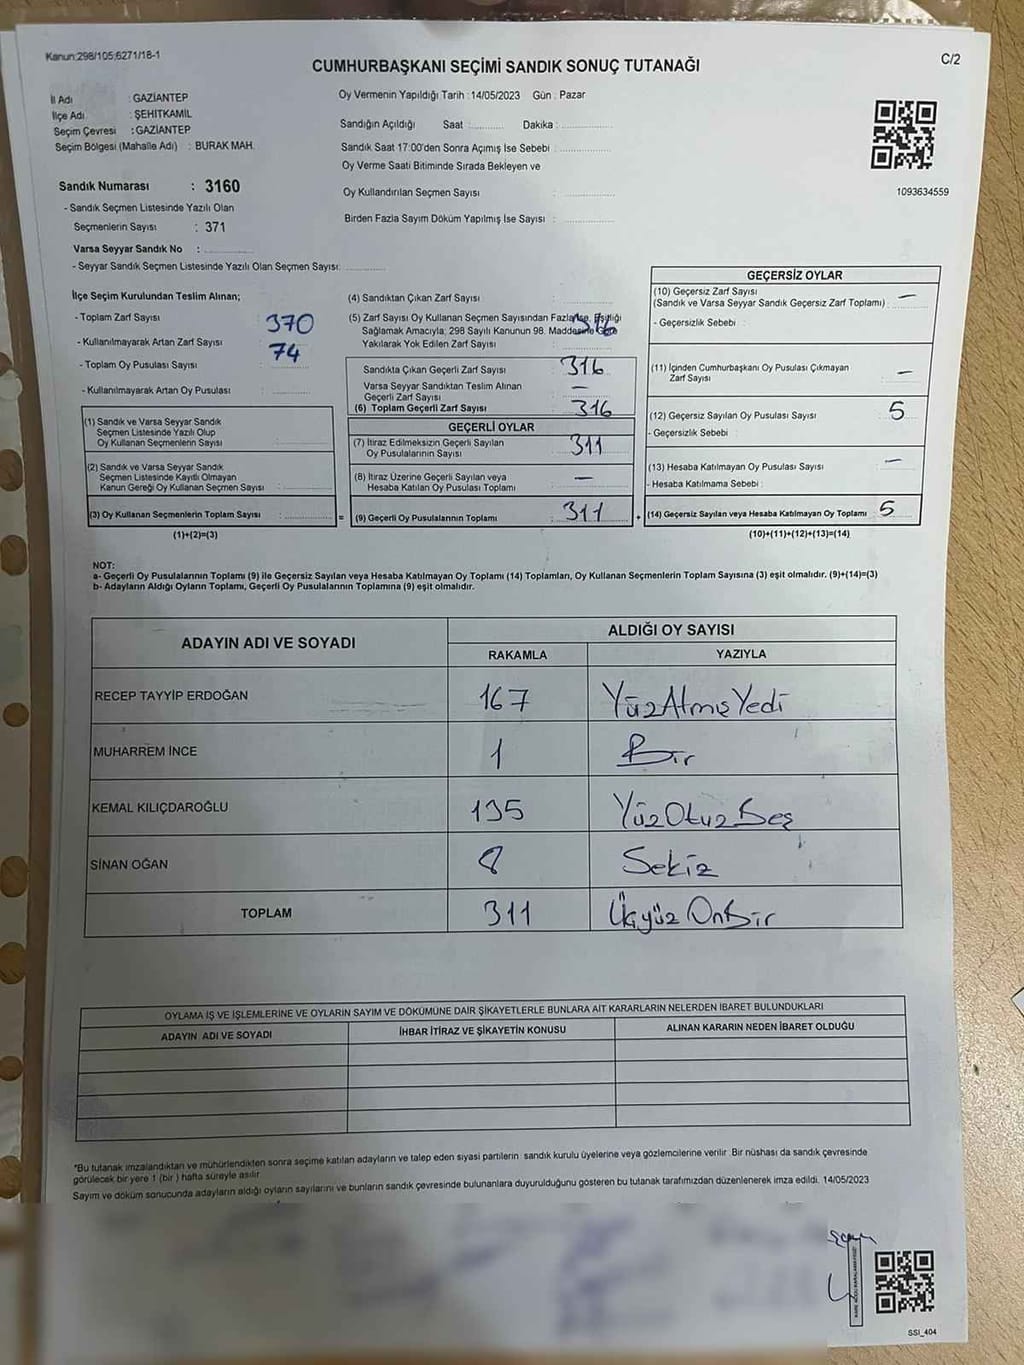 Kanun:298/105;6271/18-1
C/2
CUMHURBAŞKANI SEÇİMİ SANDIK SONUÇ TUTANAĞI
İl Adı : GAZİANTEP
İlçe Adı : ŞEHİTKAMİL
Seçim Çevresi : GAZİANTEP
Seçim Bölgesi (Mahalle Adı) : BURAK MAH.
Sandık Numarası : 3160
- Sandık Seçmen Listesinde Yazılı Olan
Seçmenlerin Sayısı : 371
Varsa Seyyar Sandık No :
- Seyyar Sandık Seçmen Listesinde Yazılı Olan Seçmen Sayısı:
Oy Vermenin Yapıldığı Tarih : 14/05/2023 Gün : Pazar
Sandığın Açıldığı Saat : Dakika :
Sandık Saat 17:00'den Sonra Açımış İse Sebebi :
Oy Verme Saati Bitiminde Sırada Bekleyen ve
Oy Kullandırılan Seçmen Sayısı :
Birden Fazla Sayım Döküm Yapılmış İse Sayısı :
1093634559
İlçe Seçim Kurulundan Teslim Alınan;
- Toplam Zarf Sayısı : 370
- Kullanılmayarak Artan Zarf Sayısı : 74
- Toplam Oy Pusulası Sayısı :
- Kullanılmayarak Artan Oy Pusulası :
(1) Sandık ve Varsa Seyyar Sandık
Seçmen Listesinde Yazılı Olup
Oy Kullanan Seçmenlerin Sayısı :
(2) Sandık ve Varsa Seyyar Sandık
Seçmen Listesinde Kayıtlı Olmayan
Kanun Gereği Oy Kullanan Seçmen Sayısı :
(3) Oy Kullanan Seçmenlerin Toplam Sayısı :
(1)+(2)=(3)
(4) Sandıktan Çıkan Zarf Sayısı :
(5) Zarf Sayısı Oy Kullanan Seçmen Sayısından Fazla İse, Eşitliği
Sağlamak Amacıyla; 298 Sayılı Kanunun 98. Maddesine Göre
Yakılarak Yok Edilen Zarf Sayısı : 316
Sandıkta Çıkan Geçerli Zarf Sayısı : 316
Varsa Seyyar Sandıktan Teslim Alınan
Geçerli Zarf Sayısı : —
(6) Toplam Geçerli Zarf Sayısı : 316
GEÇERLİ OYLAR
(7) İtiraz Edilmeksizin Geçerli Sayılan
Oy Pusulalarının Sayısı : 311
(8) İtiraz Üzerine Geçerli Sayılan veya
Hesaba Katılan Oy Pusulası Toplamı : —
= (9) Geçerli Oy Pusulalarının Toplamı : 311
GEÇERSİZ OYLAR
(10) Geçersiz Zarf Sayısı
(Sandık ve Varsa Seyyar Sandık Geçersiz Zarf Toplamı) : —
- Geçersizlik Sebebi :
(11) İçinden Cumhurbaşkanı Oy Pusulası Çıkmayan
Zarf Sayısı : —
(12) Geçersiz Sayılan Oy Pusulası Sayısı : 5
- Geçersizlik Sebebi :
(13) Hesaba Katılmayan Oy Pusulası Sayısı : —
- Hesaba Katılmama Sebebi :
+ (14) Geçersiz Sayılan veya Hesaba Katılmayan Oy Toplamı : 5
(10)+(11)+(12)+(13)=(14)
NOT:
a- Geçerli Oy Pusulalarının Toplamı (9) ile Geçersiz Sayılan veya Hesaba Katılmayan Oy Toplamı (14) Toplamları, Oy Kullanan Seçmenlerin Toplam Sayısına (3) eşit olmalıdır. (9)+(14)=(3)
b- Adayların Aldığı Oyların Toplamı, Geçerli Oy Pusulalarının Toplamına (9) eşit olmalıdır.
ADAYIN ADI VE SOYADI ALDIĞI OY SAYISI
RAKAMLA YAZIYLA
RECEP TAYYİP ERDOĞAN 167 YüzAtmışYedi
MUHARREM İNCE 1 Bir
KEMAL KILIÇDAROĞLU 135 YüzOtuzBeş
SİNAN OĞAN 8 Sekiz
TOPLAM 311 ÜçyüzOnBir
OYLAMA İŞ VE İŞLEMLERİNE VE OYLARIN SAYIM VE DÖKÜMÜNE DAİR ŞİKAYETLERLE BUNLARA AİT KARARLARIN NELERDEN İBARET BULUNDUKLARI
ADAYIN ADI VE SOYADI İHBAR İTİRAZ VE ŞİKAYETİN KONUSU ALINAN KARARIN NEDEN İBARET OLDUĞU
*Bu tutanak imzalandıktan ve mühürlendikten sonra seçime katılan adayların ve talep eden siyasi partilerin sandık kurulu üyelerine veya gözlemcilerine verilir. Bir nüshası da sandık çevresinde
görülecek bir yere 1 (bir) hafta süreyle asılır.
Sayım ve döküm sonucunda adayların aldığı oyların sayılarını ve bunların sandık çevresinde bulunanlara duyurulduğunu gösteren bu tutanak tarafımızdan düzenlenerek imza edildi. 14/05/2023
SSİ_404